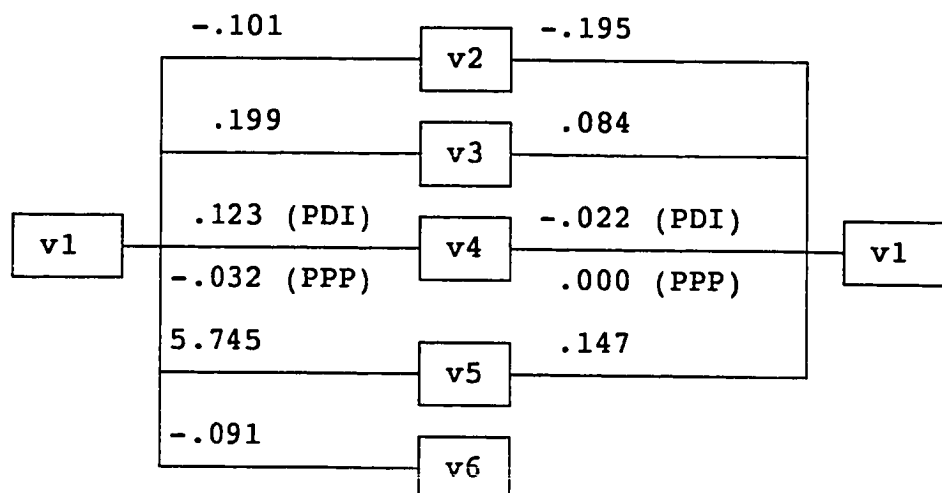 -.101 v2 -.195
.199 v3 .084
v1 .123 (PDI) v4 -.022 (PDI) v1
-.032 (PPP) .000 (PPP)
5.745 v5 .147
-.091 v6